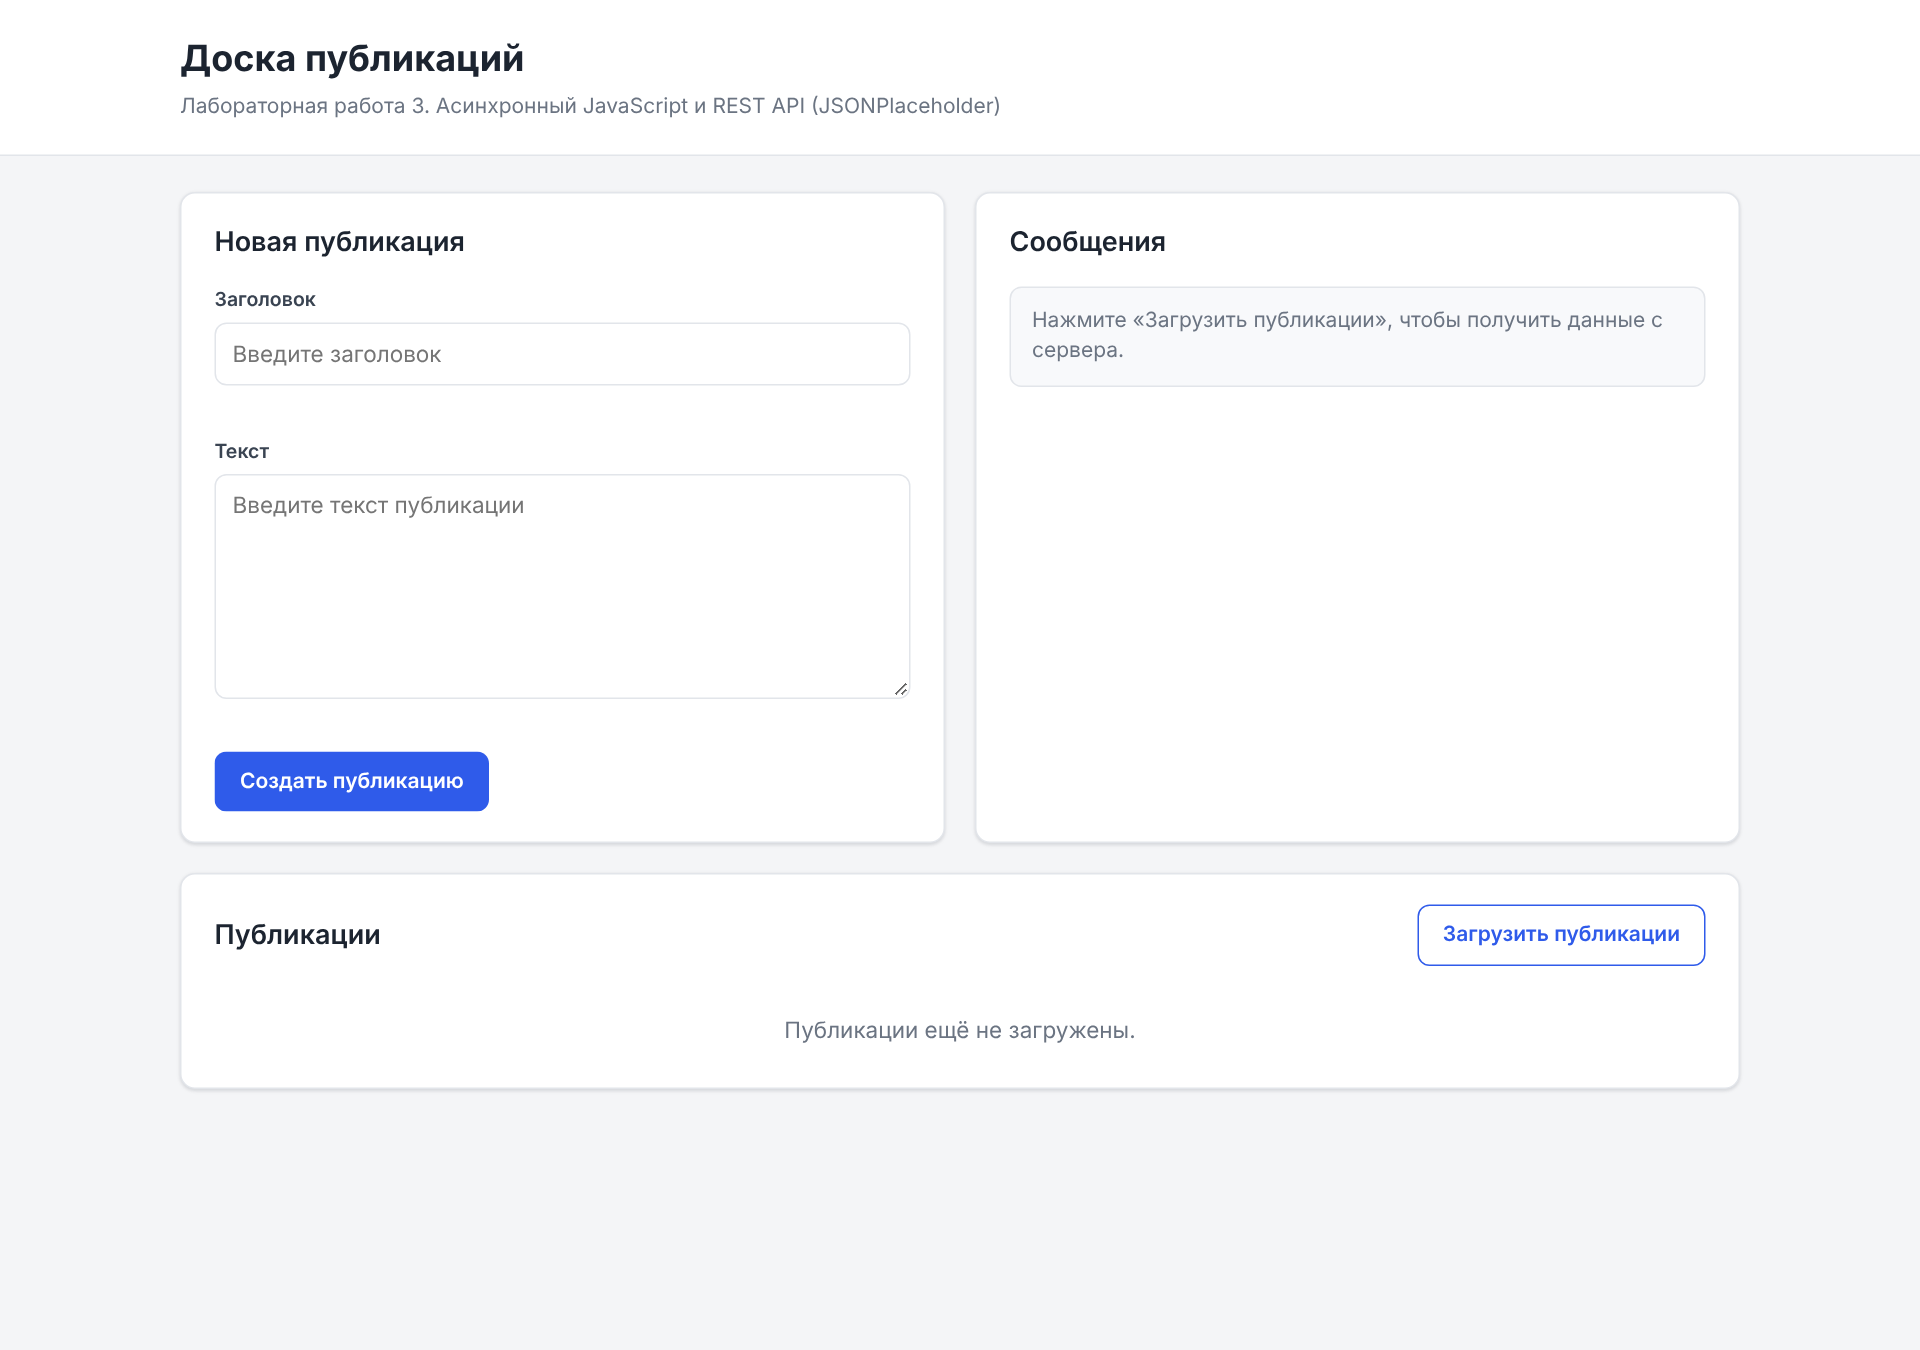 Доска публикаций
Лабораторная работа 3. Асинхронный JavaScript и REST API (JSONPlaceholder)
Новая публикация
Заголовок
Введите заголовок
Текст
Введите текст публикации
Создать публикацию
Сообщения
Нажмите «Загрузить публикации», чтобы получить данные с
сервера.
Публикации
Загрузить публикации
Публикации ещё не загружены.